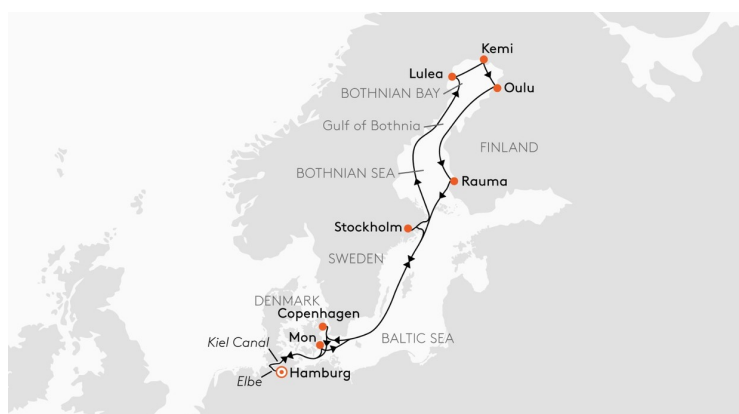 Kemi
Lulea
Oulu
BOTHNIAN BAY
Gulf of Bothnia
FINLAND
BOTHNIAN SEA
Rauma
Stockholm
SWEDEN
DENMARK
Copenhagen
Mon
BALTIC SEA
Kiel Canal
Elbe
Hamburg